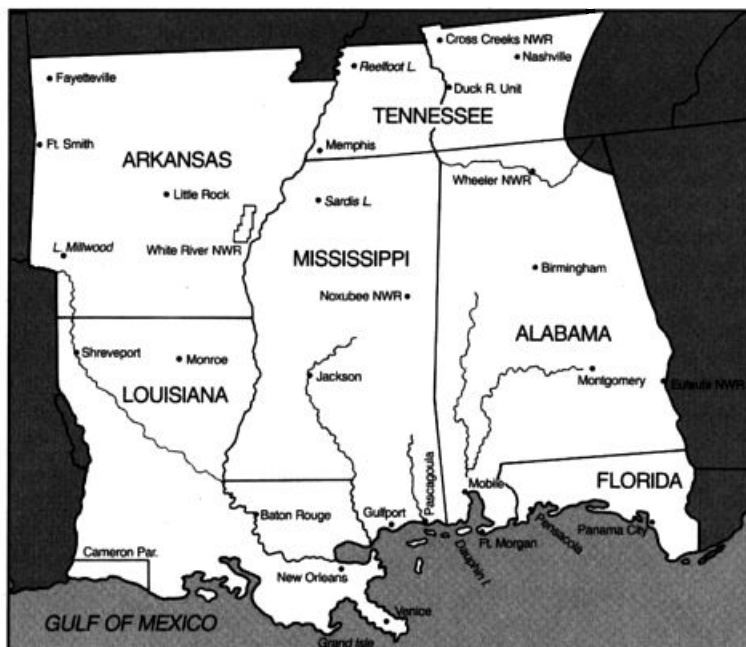 Cross Creeks NWR
Nashville
Reelfoot L.
Fayetteville
Duck R. Unit
TENNESSEE
Ft. Smith
ARKANSAS
Memphis
Wheeler NWR
Little Rock
Sardis L.
L. Millwood
White River NWR
MISSISSIPPI
Birmingham
Noxubee NWR
ALABAMA
Shreveport
Monroe
Jackson
Montgomery
Eufaula NWR
LOUISIANA
Pascagoula
FLORIDA
Mobile
Baton Rouge
Gulfport
Pensacola
Panama City
Ft. Morgan
Dauphin I.
Cameron Par.
New Orleans
Venice
GULF OF MEXICO
Grand Isle